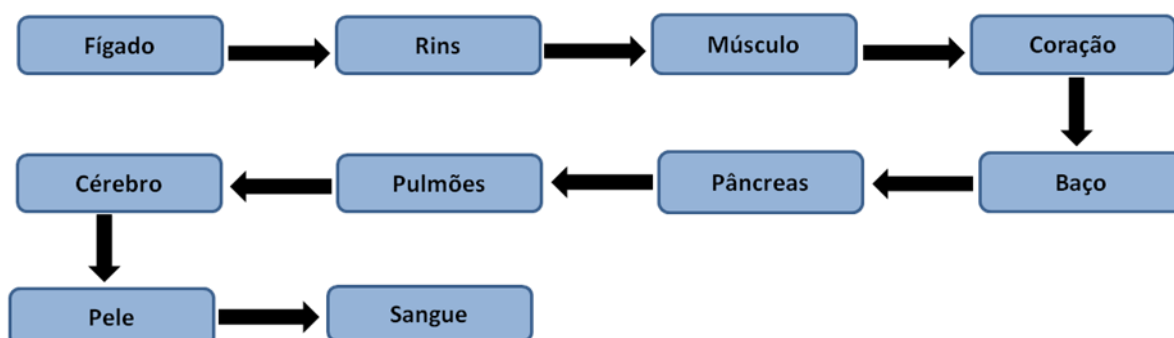 Fígado
Rins
Músculo
Coração
Baço
Pâncreas
Pulmões
Cérebro
Pele
Sangue